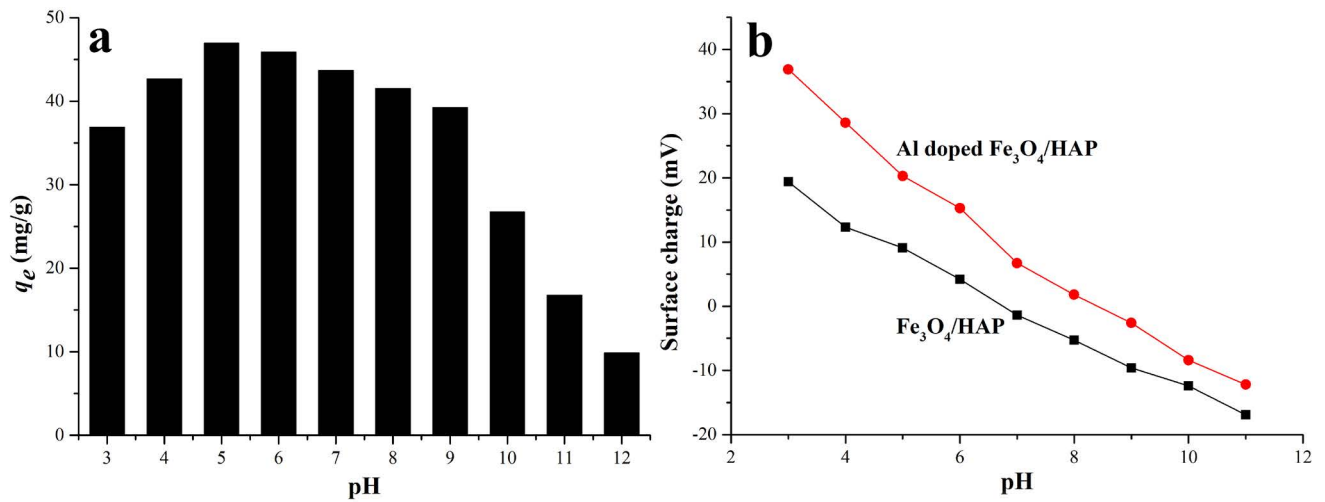 a
50
40
30
20
10
0
qe (mg/g)
3 4 5 6 7 8 9 10 11 12
pH
b
40
30
20
10
0
-10
-20
Surface charge (mV)
Al doped Fe3O4/HAP
Fe3O4/HAP
2 4 6 8 10 12
pH